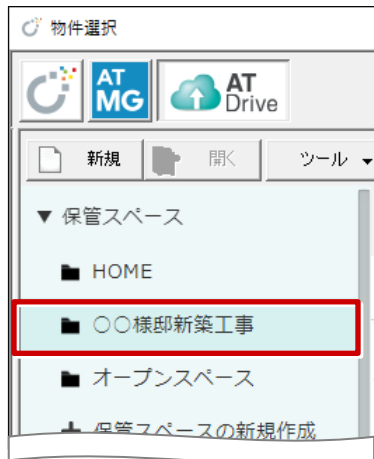 物件選択
AT MG
AT Drive
新規 開く ツール ▼
▼ 保管スペース
HOME
○○様邸新築工事
オープンスペース
+ 保管スペースの新規作成